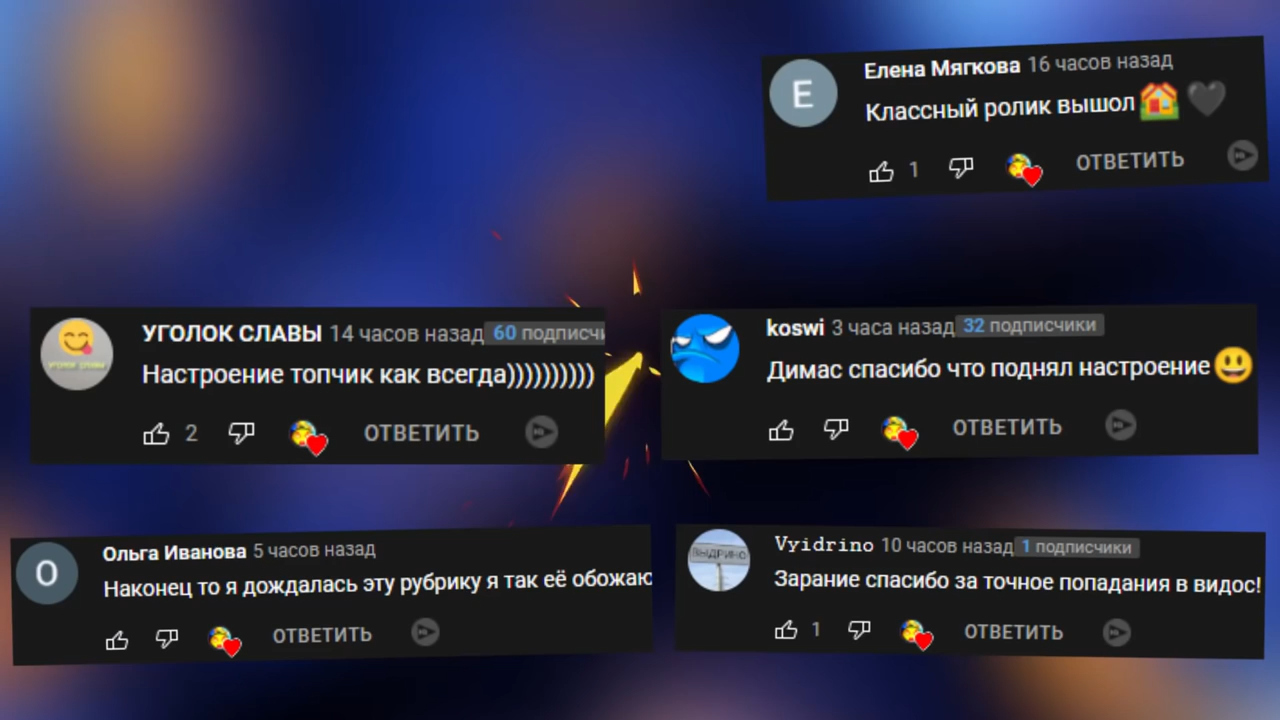 Е
Елена Мягкова 16 часов назад
Классный ролик вышол
1
ОТВЕТИТЬ
УГОЛОК СЛАВЫ 14 часов назад 60 подписчи
Настроение топчик как всегда))))))))))
2
ОТВЕТИТЬ
koswi 3 часа назад 32 подписчики
Димас спасибо что поднял настроение
ОТВЕТИТЬ
О
Ольга Иванова 5 часов назад
Наконец то я дождалась эту рубрику я так её обожаю
ОТВЕТИТЬ
ВЫДРИНО
Vyidrino 10 часов назад 1 подписчики
Зарание спасибо за точное попадания в видос!
1
ОТВЕТИТЬ